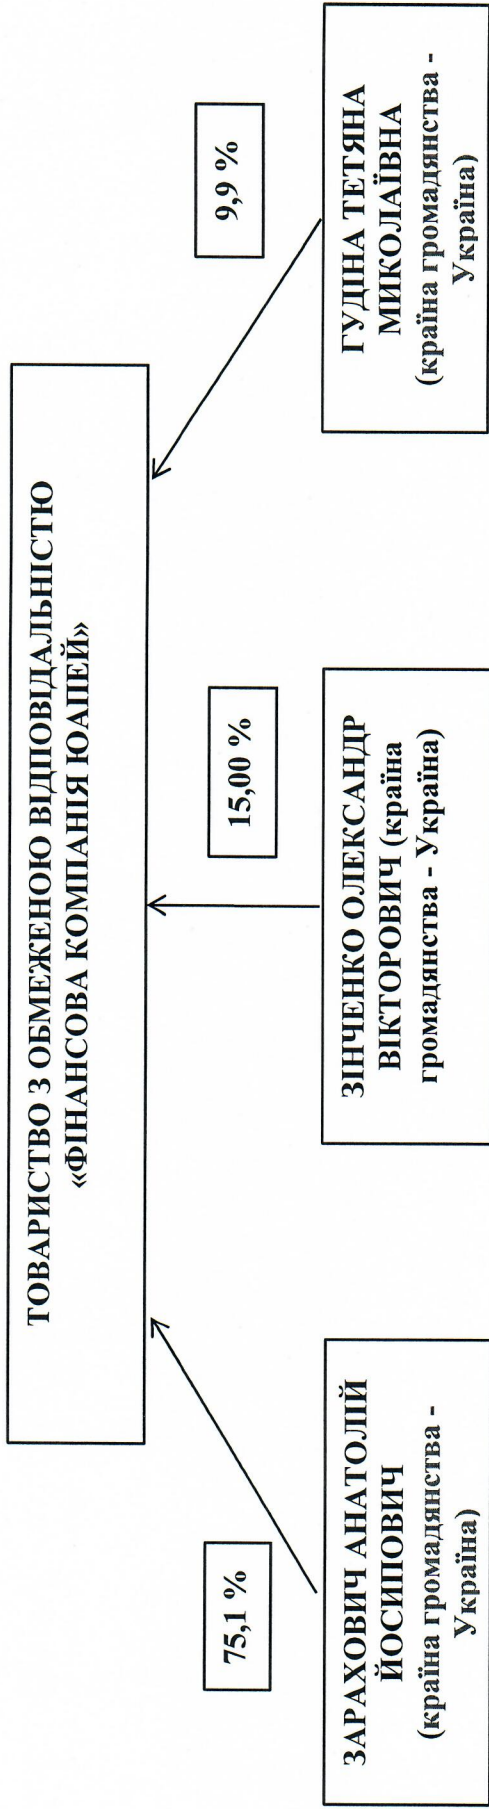 ТОВАРИСТВО З ОБМЕЖЕНОЮ ВІДПОВІДАЛЬНІСТЮ
«ФІНАНСОВА КОМПАНІЯ ЮАПЕЙ»
75,1 %
15,00 %
9,9 %
ЗАРАХОВИЧ АНАТОЛІЙ
ЙОСИПОВИЧ
(країна громадянства -
Україна)
ЗІНЧЕНКО ОЛЕКСАНДР
ВІКТОРОВИЧ (країна
громадянства - Україна)
ГУДІНА ТЕТЯНА
МИКОЛАЇВНА
(країна громадянства -
Україна)